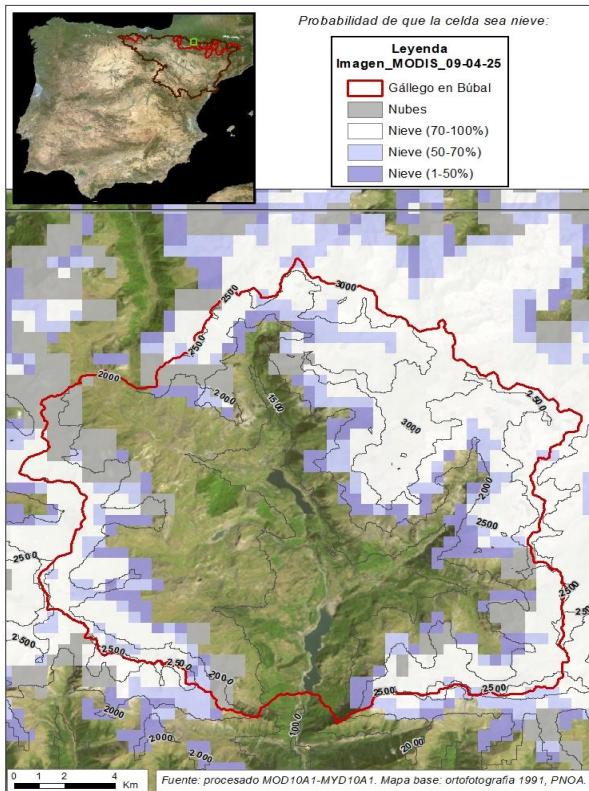 Probabilidad de que la celda sea nieve:
Leyenda
Imagen_MODIS_09-04-25
Gállego en Búbal
Nubes
Nieve (70-100%)
Nieve (50-70%)
Nieve (1-50%)
3000
2500
2500
2000
2500
2000
1500
3000
2000
2500
2500
2500
2500
2500
2500
2000
2500
2500
2000
2000
2000
1000
2000
0 1 2 4
Km
Fuente: procesado MOD10A1-MYD10A1. Mapa base: ortofotografia 1991, PNOA.